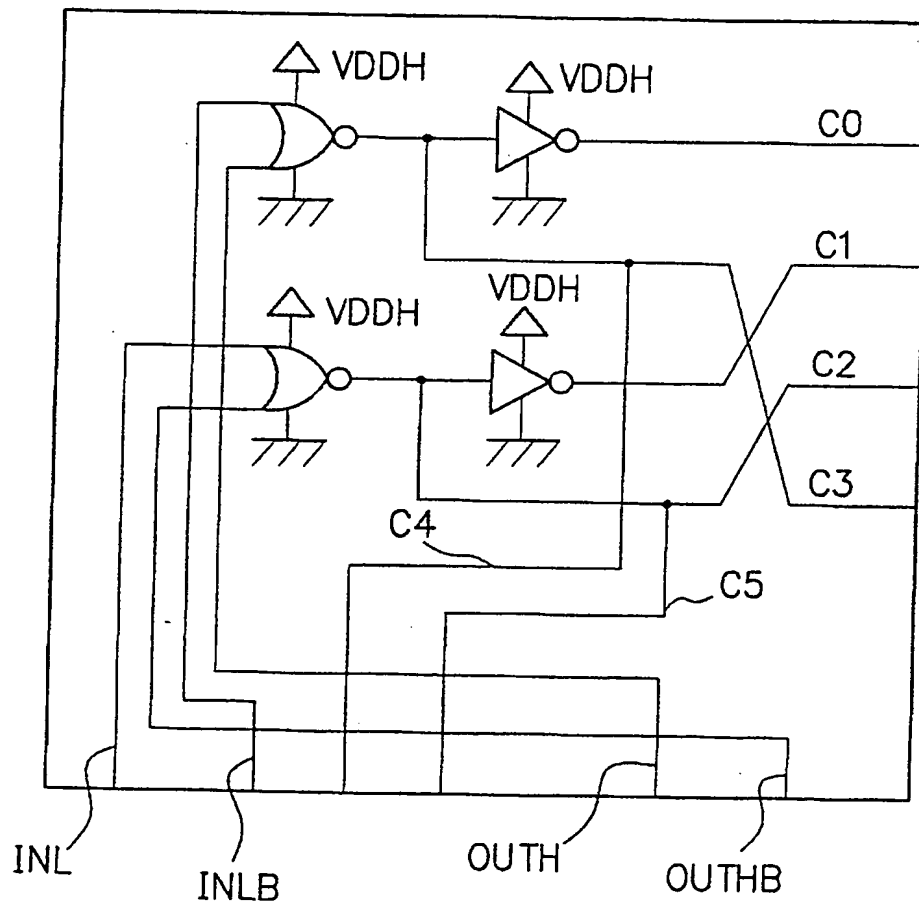 VDDH
VDDH
C0
C1
VDDH
VDDH
C2
C3
C4
C5
INL
INLB
OUTH
OUTHB